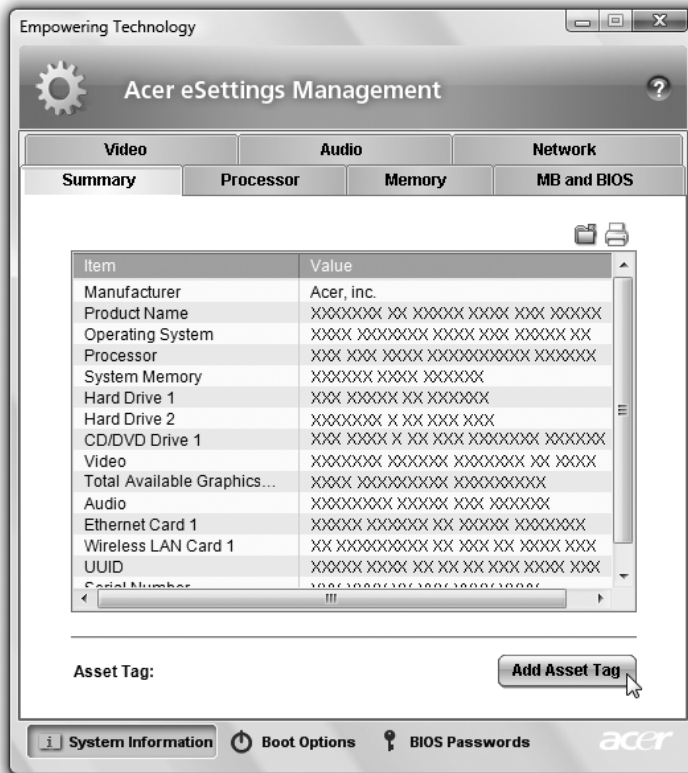 Empowering Technology
Acer eSettings Management
?
Video Audio Network
Summary Processor Memory MB and BIOS
Item Value
Manufacturer Acer, inc.
Product Name XXXXXXX XX XXXXX XXXX XXX XXXXX
Operating System XXXX XXXXXXX XXXX XXX XXXXX XX
Processor XXX XXX XXXX XXXXXXXXXX XXXXXX
System Memory XXXXXX XXXX XXXXXX
Hard Drive 1 XXX XXXXX XX XXXXXX
Hard Drive 2 XXXXXXX X XX XXX XXX
CD/DVD Drive 1 XXX XXXX X XX XXX XXXXXXX XXXXXX
Video XXXXXXX XXXXXX XXXXXXX XX XXXX
Total Available Graphics... XXXX XXXXXXXXX XXXXXXXXX
Audio XXXXXXXX XXXXX XXX XXXXXX
Ethernet Card 1 XXXXX XXXXXX XX XXXXX XXXXXXX
Wireless LAN Card 1 XX XXXXXXXXX XX XXX XX XXXX XXX
UUID XXXXX XXXX XX XX XX XXX XXXX XXX
Serial Number
Asset Tag: Add Asset Tag
i System Information Boot Options BIOS Passwords acer